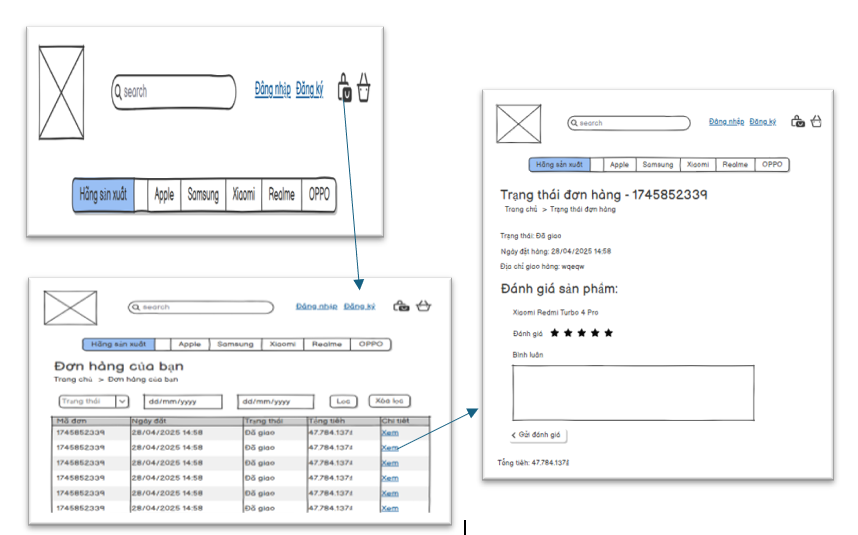 search
Đăng nhập Đăng ký
Hãng sản xuất Apple Samsung Xiaomi Realme OPPO
search
Đăng nhập Đăng ký
Hãng sản xuất Apple Samsung Xiaomi Realme OPPO
Đơn hàng của bạn
Trang chủ > Đơn hàng của bạn
Trạng thái dd/mm/yyyy dd/mm/yyyy Lọc Xóa lọc
Mã đơn Ngày đặt Trạng thái Tổng tiền Chi tiết
1745852339 28/04/2025 14:58 Đã giao 47.784.137₫ Xem
1745852339 28/04/2025 14:58 Đã giao 47.784.137₫ Xem
1745852339 28/04/2025 14:58 Đã giao 47.784.137₫ Xem
1745852339 28/04/2025 14:58 Đã giao 47.784.137₫ Xem
1745852339 28/04/2025 14:58 Đã giao 47.784.137₫ Xem
1745852339 28/04/2025 14:58 Đã giao 47.784.137₫ Xem
search
Đăng nhập Đăng ký
Hãng sản xuất Apple Samsung Xiaomi Realme OPPO
Trạng thái đơn hàng - 1745852339
Trang chủ > Trạng thái đơn hàng
Trạng thái: Đã giao
Ngày đặt hàng: 28/04/2025 14:58
Địa chỉ giao hàng: wqeqw
Đánh giá sản phẩm:
Xiaomi Redmi Turbo 4 Pro
Đánh giá
Bình luận
< Gửi đánh giá
Tổng tiền: 47.784.137₫